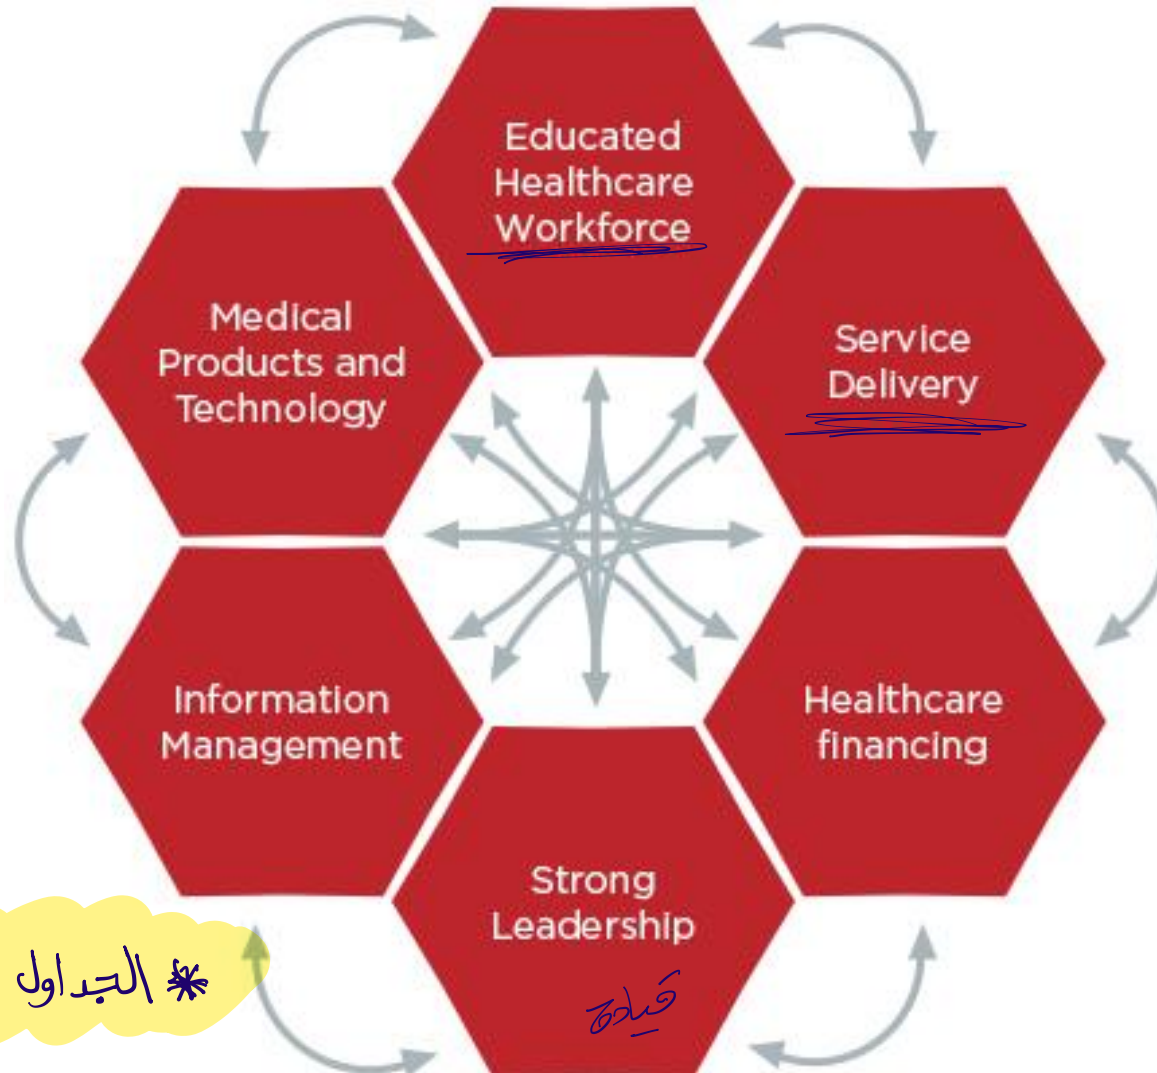 Educated
Healthcare
Workforce
Medical
Products and
Technology
Service
Delivery
Information
Management
Healthcare
financing
Strong
Leadership
قيادة
* الجداول